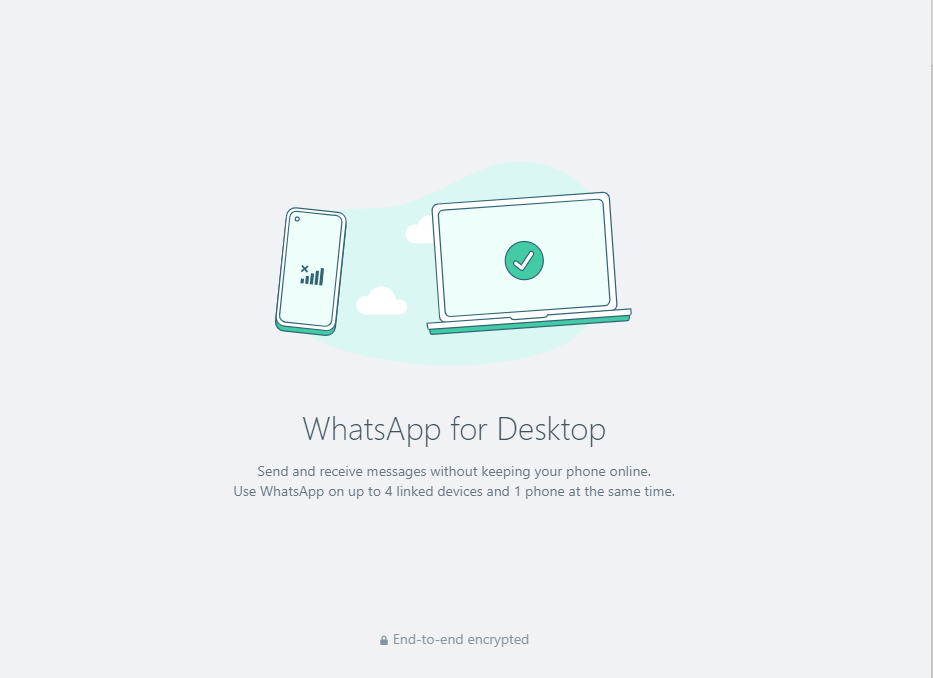 WhatsApp for Desktop
Send and receive messages without keeping your phone online.
Use WhatsApp on up to 4 linked devices and 1 phone at the same time.
End-to-end encrypted